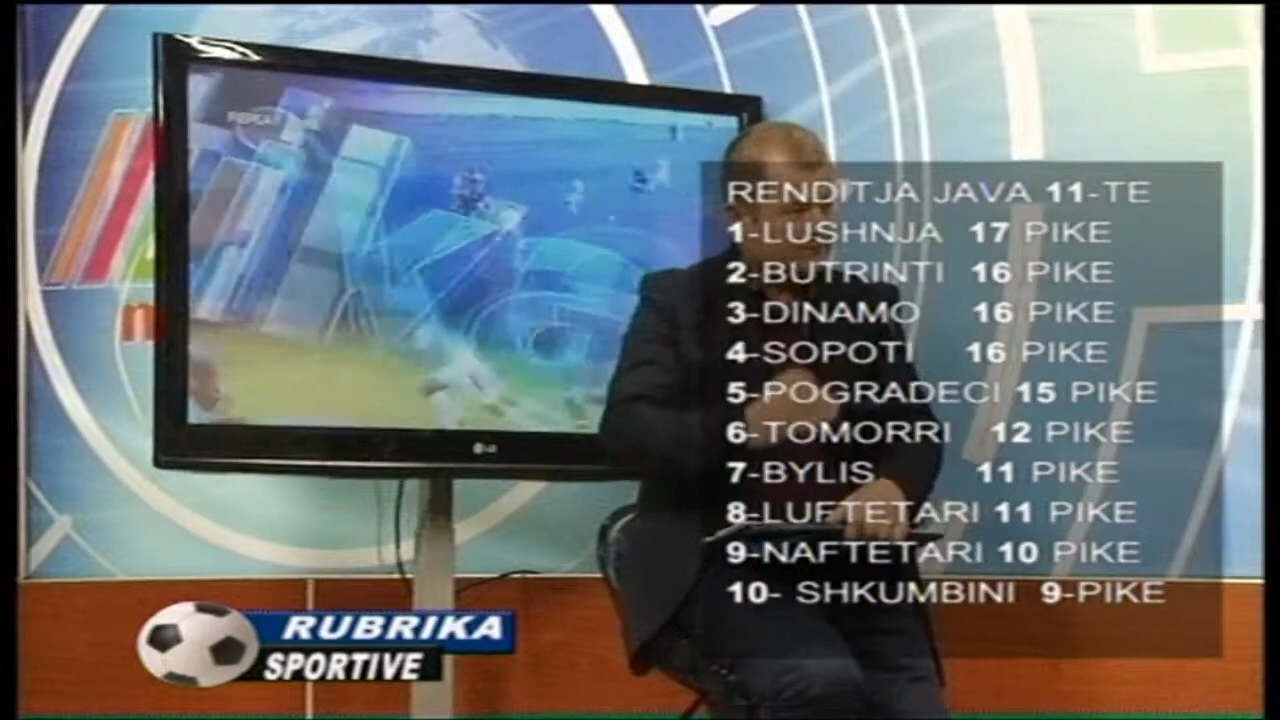 RENDITJA JAVA 11-TE
1-LUSHNJA 17 PIKE
2-BUTRINTI 16 PIKE
3-DINAMO 16 PIKE
4-SOPOTI 16 PIKE
5-POGRADECI 15 PIKE
6-TOMORRI 12 PIKE
7-BYLIS 11 PIKE
8-LUFTETARI 11 PIKE
9-NAFTETARI 10 PIKE
10- SHKUMBINI 9-PIKE
LG
RUBRIKA
SPORTIVE